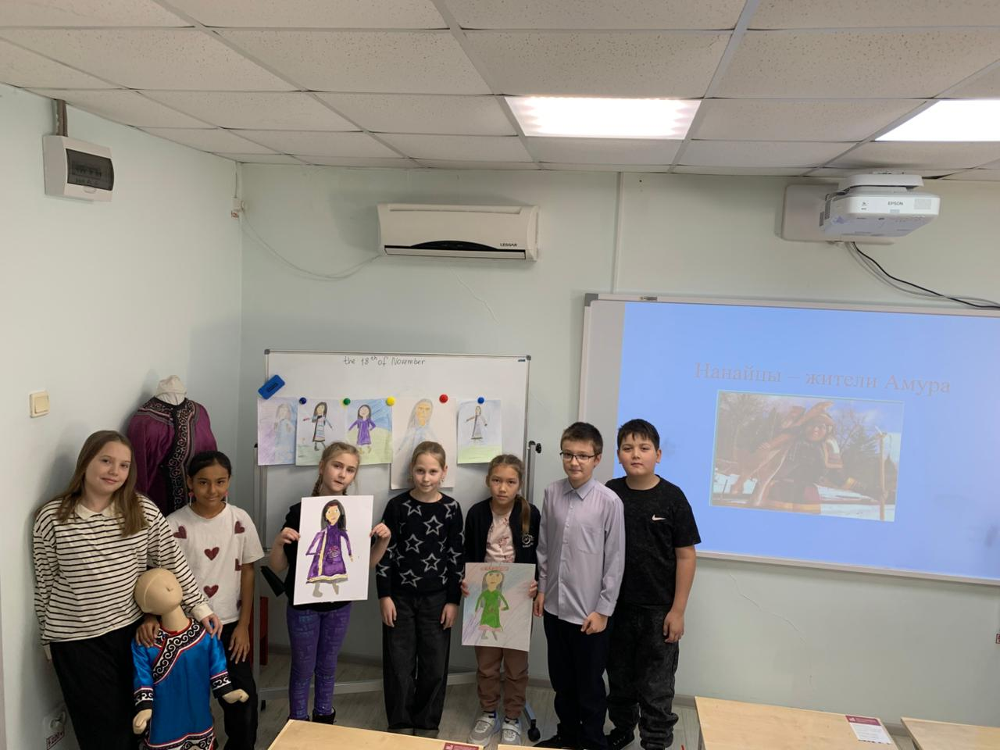 EPSON
LESSAR
the 18th of November
Нанайцы – жители Амура